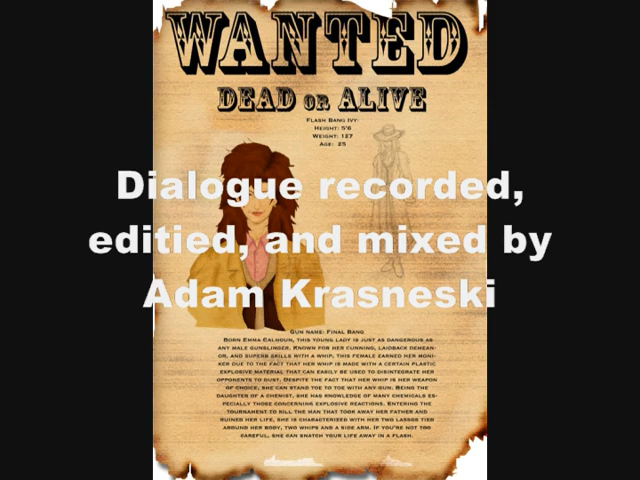 WANTED
DEAD OR ALIVE
Flash Bang Ivy:
Height: 5'6
Weight: 127
Age: 25
Dialogue recorded,
editied, and mixed by
Adam Krasneski
Gun name: Final Bang
Born Emma Calhoun, this young lady is just as dangerous as
any male gunslinger. Known for her cunning, laidback demean-
or, and superb skills with a whip, this female earned her moni-
ker due to the fact that her whip is made with a certain plastic
explosive material that can easily be used to disintegrate her
opponents to dust. Despite the fact that her whip is her weapon
of choice, she can stand toe to toe with any gun. Being the
daughter of a chemist, she has knowledge of many chemicals es-
pecially those concerning explosive reactions. Entering the
tournament to kill the man that took away her father and
ruined her life, she is characterized with her two lassos tied
around her body, two whips and a side arm. If you're not too
careful, she can snatch your life away in a flash.